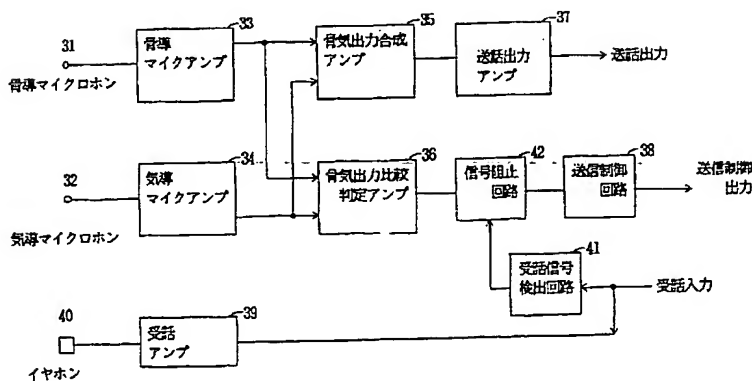 31
骨導マイクロホン
33
骨導
マイクアンプ
35
骨気出力合成
アンプ
37
送話出力
アンプ
送話出力
32
気導マイクロホン
34
気導
マイクアンプ
36
骨気出力比較
判定アンプ
42
信号阻止
回路
38
送信制御
回路
送信制御
出力
41
受話信号
検出回路
受話入力
40
イヤホン
39
受話
アンプ